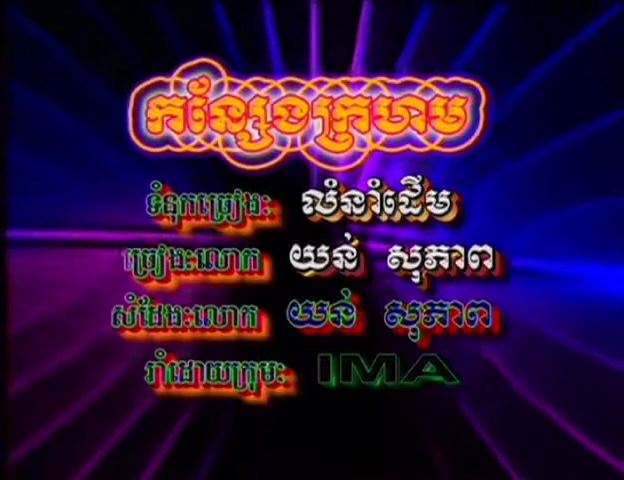 កន្សែងក្រហម
ទំនុកច្រៀងៈ លំនាំដើម
ច្រៀងៈលោក យន់ សុភាព
សំដែងៈលោក យន់ សុភាព
រាំដោយក្រុមៈ IMA